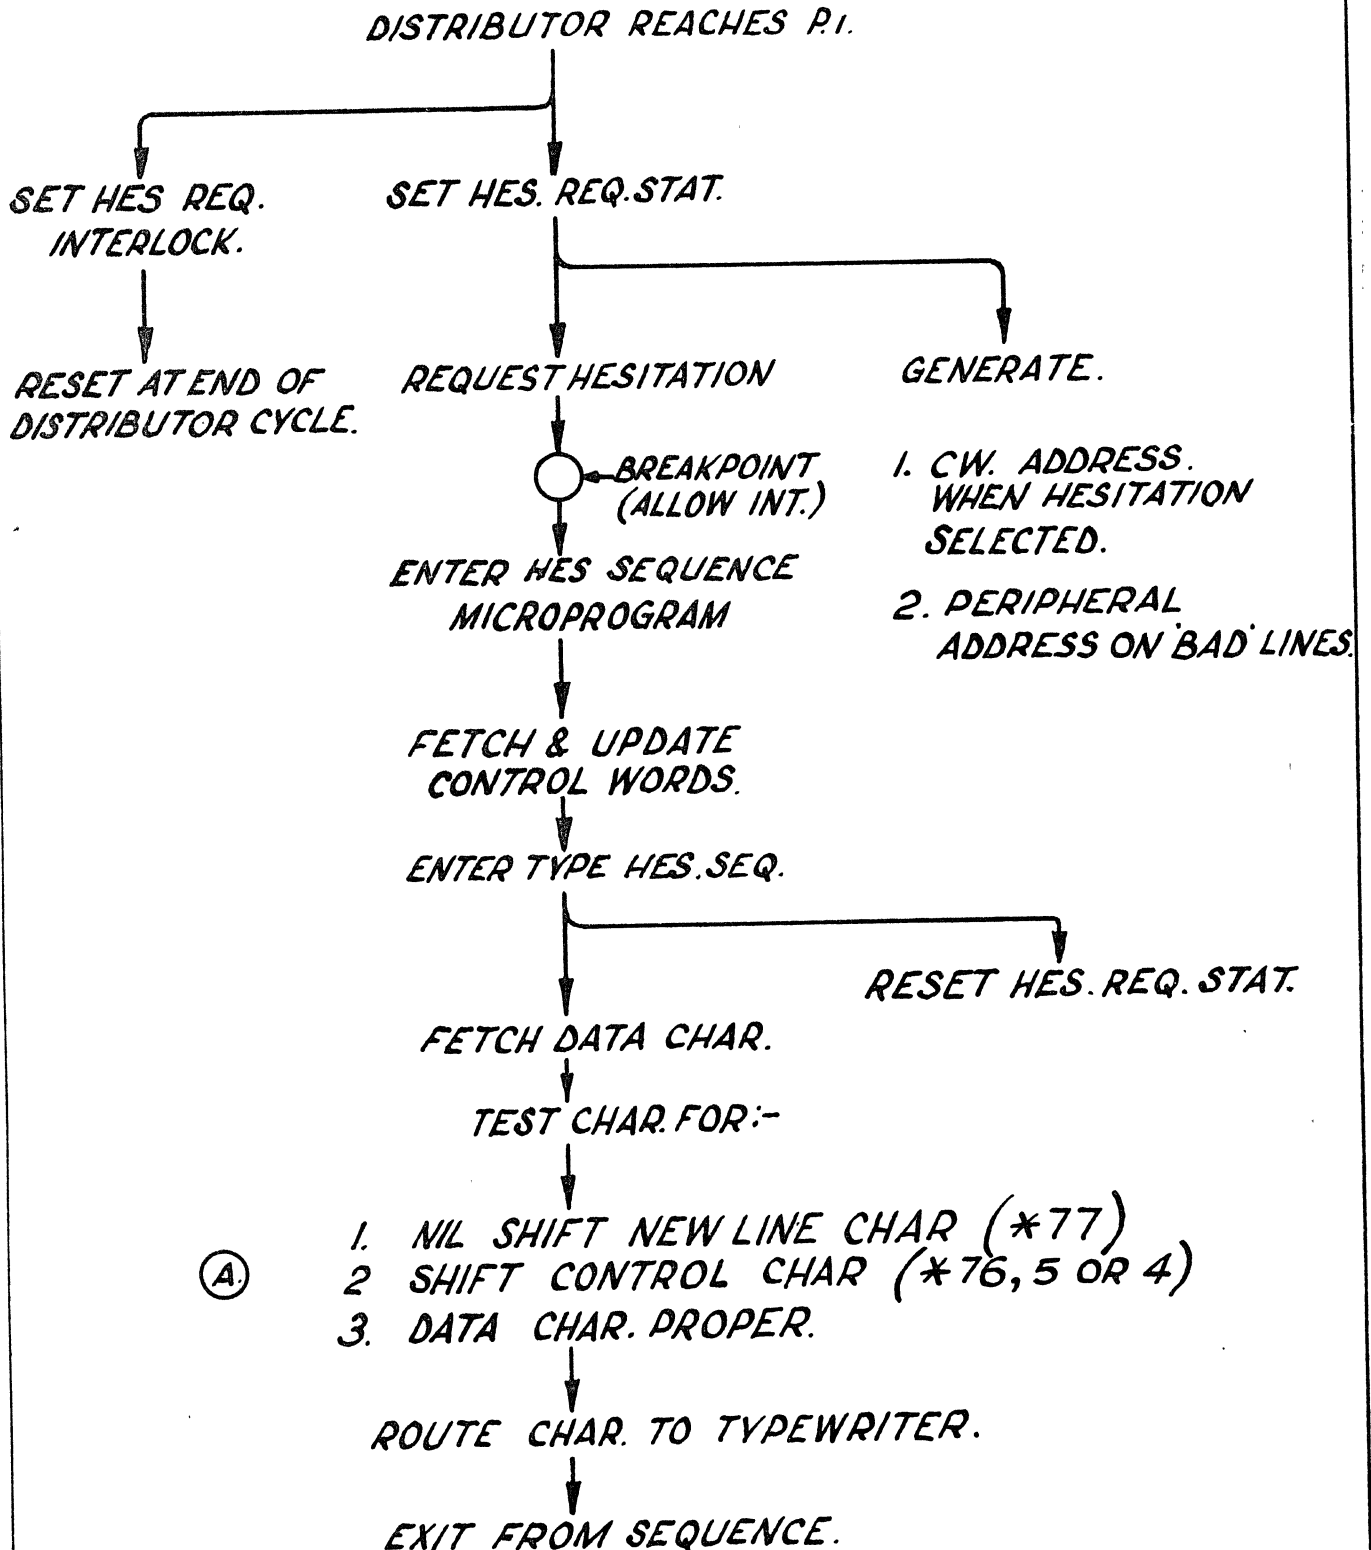 DISTRIBUTOR REACHES P.1.
SET HES REQ.
INTERLOCK.
SET HES. REQ. STAT.
RESET AT END OF
DISTRIBUTOR CYCLE.
REQUEST HESITATION
GENERATE.
BREAKPOINT
(ALLOW INT.)
1. CW. ADDRESS.
WHEN HESITATION
SELECTED.
2. PERIPHERAL
ADDRESS ON 'BAD' LINES.
ENTER HES SEQUENCE
MICROPROGRAM
FETCH & UPDATE
CONTROL WORDS.
ENTER TYPE HES. SEQ.
RESET HES. REQ. STAT.
FETCH DATA CHAR.
TEST CHAR. FOR:-
1. NIL SHIFT NEW LINE CHAR (*77)
A. 2 SHIFT CONTROL CHAR (*76, 5 OR 4)
3. DATA CHAR. PROPER.
ROUTE CHAR. TO TYPEWRITER.
EXIT FROM SEQUENCE.